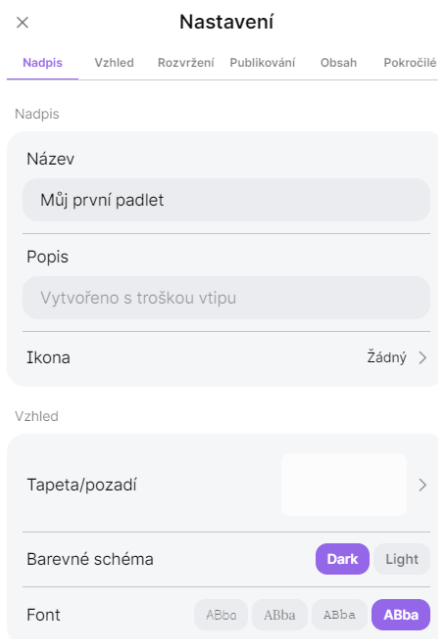 Nastavení
Nadpis Vzhled Rozvržení Publikování Obsah Pokročilé
Nadpis
Název
Můj první padlet
Popis
Vytvořeno s troškou vtipu
Ikona Žádný
Vzhled
Tapeta/pozadí
Barevné schéma Dark Light
Font ABba ABba ABba ABba